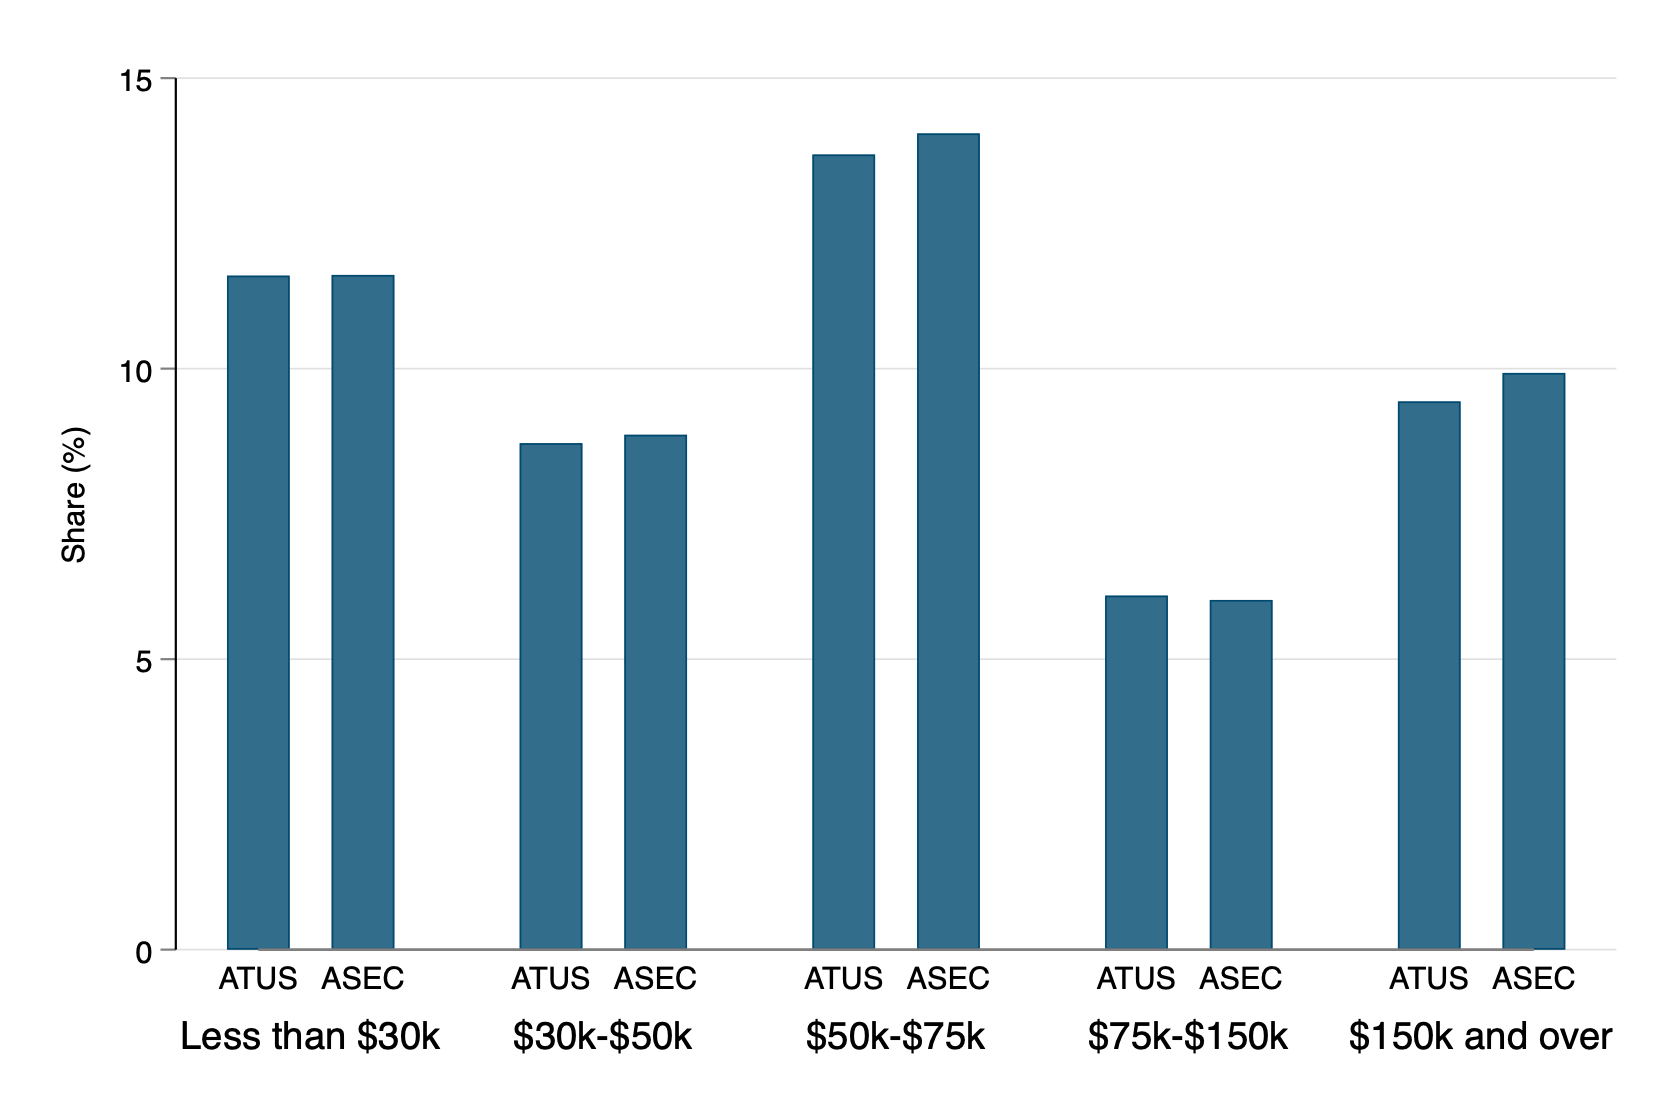 15
10
5
0
Share (%)
ATUS ASEC ATUS ASEC ATUS ASEC ATUS ASEC ATUS ASEC
Less than $30k $30k-$50k $50k-$75k $75k-$150k $150k and over